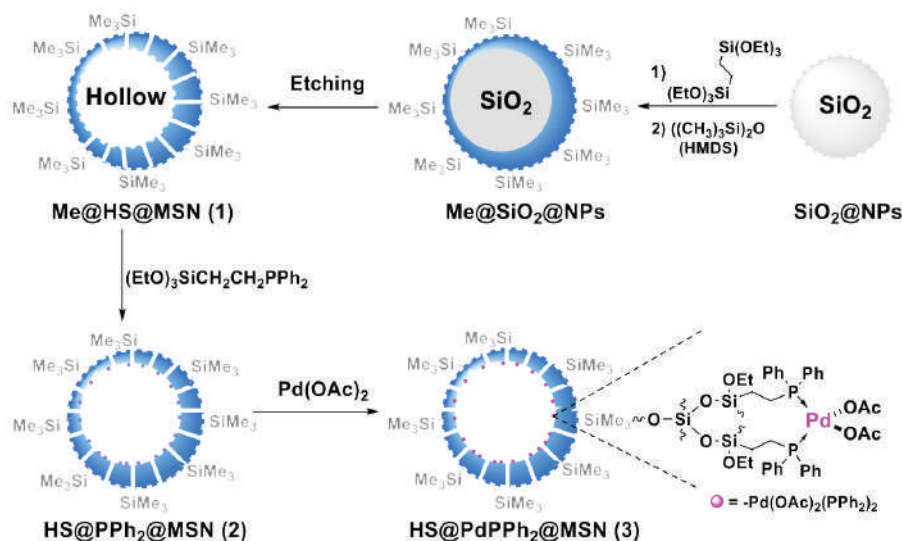 Me₃Si
SiMe₃
Me₃Si
Hollow
Me₃Si
SiMe₃
Me₃Si
SiMe₃
Me₃Si
SiMe₃
Me@HS@MSN (1)
Etching
Me₃Si
SiMe₃
Me₃Si
SiO₂
Me₃Si
SiMe₃
Me₃Si
SiMe₃
Me₃Si
SiMe₃
Me@SiO₂@NPs
Si(OEt)₃
1)
(EtO)₃Si
2) ((CH₃)₃Si)₂O
(HMDS)
SiO₂
SiO₂@NPs
(EtO)₃SiCH₂CH₂PPh₂
Me₃Si
SiMe₃
Me₃Si
Me₃Si
SiMe₃
Me₃Si
SiMe₃
Me₃Si
SiMe₃
HS@PPh₂@MSN (2)
Pd(OAc)₂
Me₃Si
SiMe₃
Me₃Si
Me₃Si
SiMe₃
Me₃Si
SiMe₃
Me₃Si
SiMe₃
HS@PdPPh₂@MSN (3)
Ph
Ph
OEt
O
Si
P
OAc
O
Si
Pd
OAc
O
Si
P
OEt
Ph
Ph
= -Pd(OAc)₂(PPh₂)₂